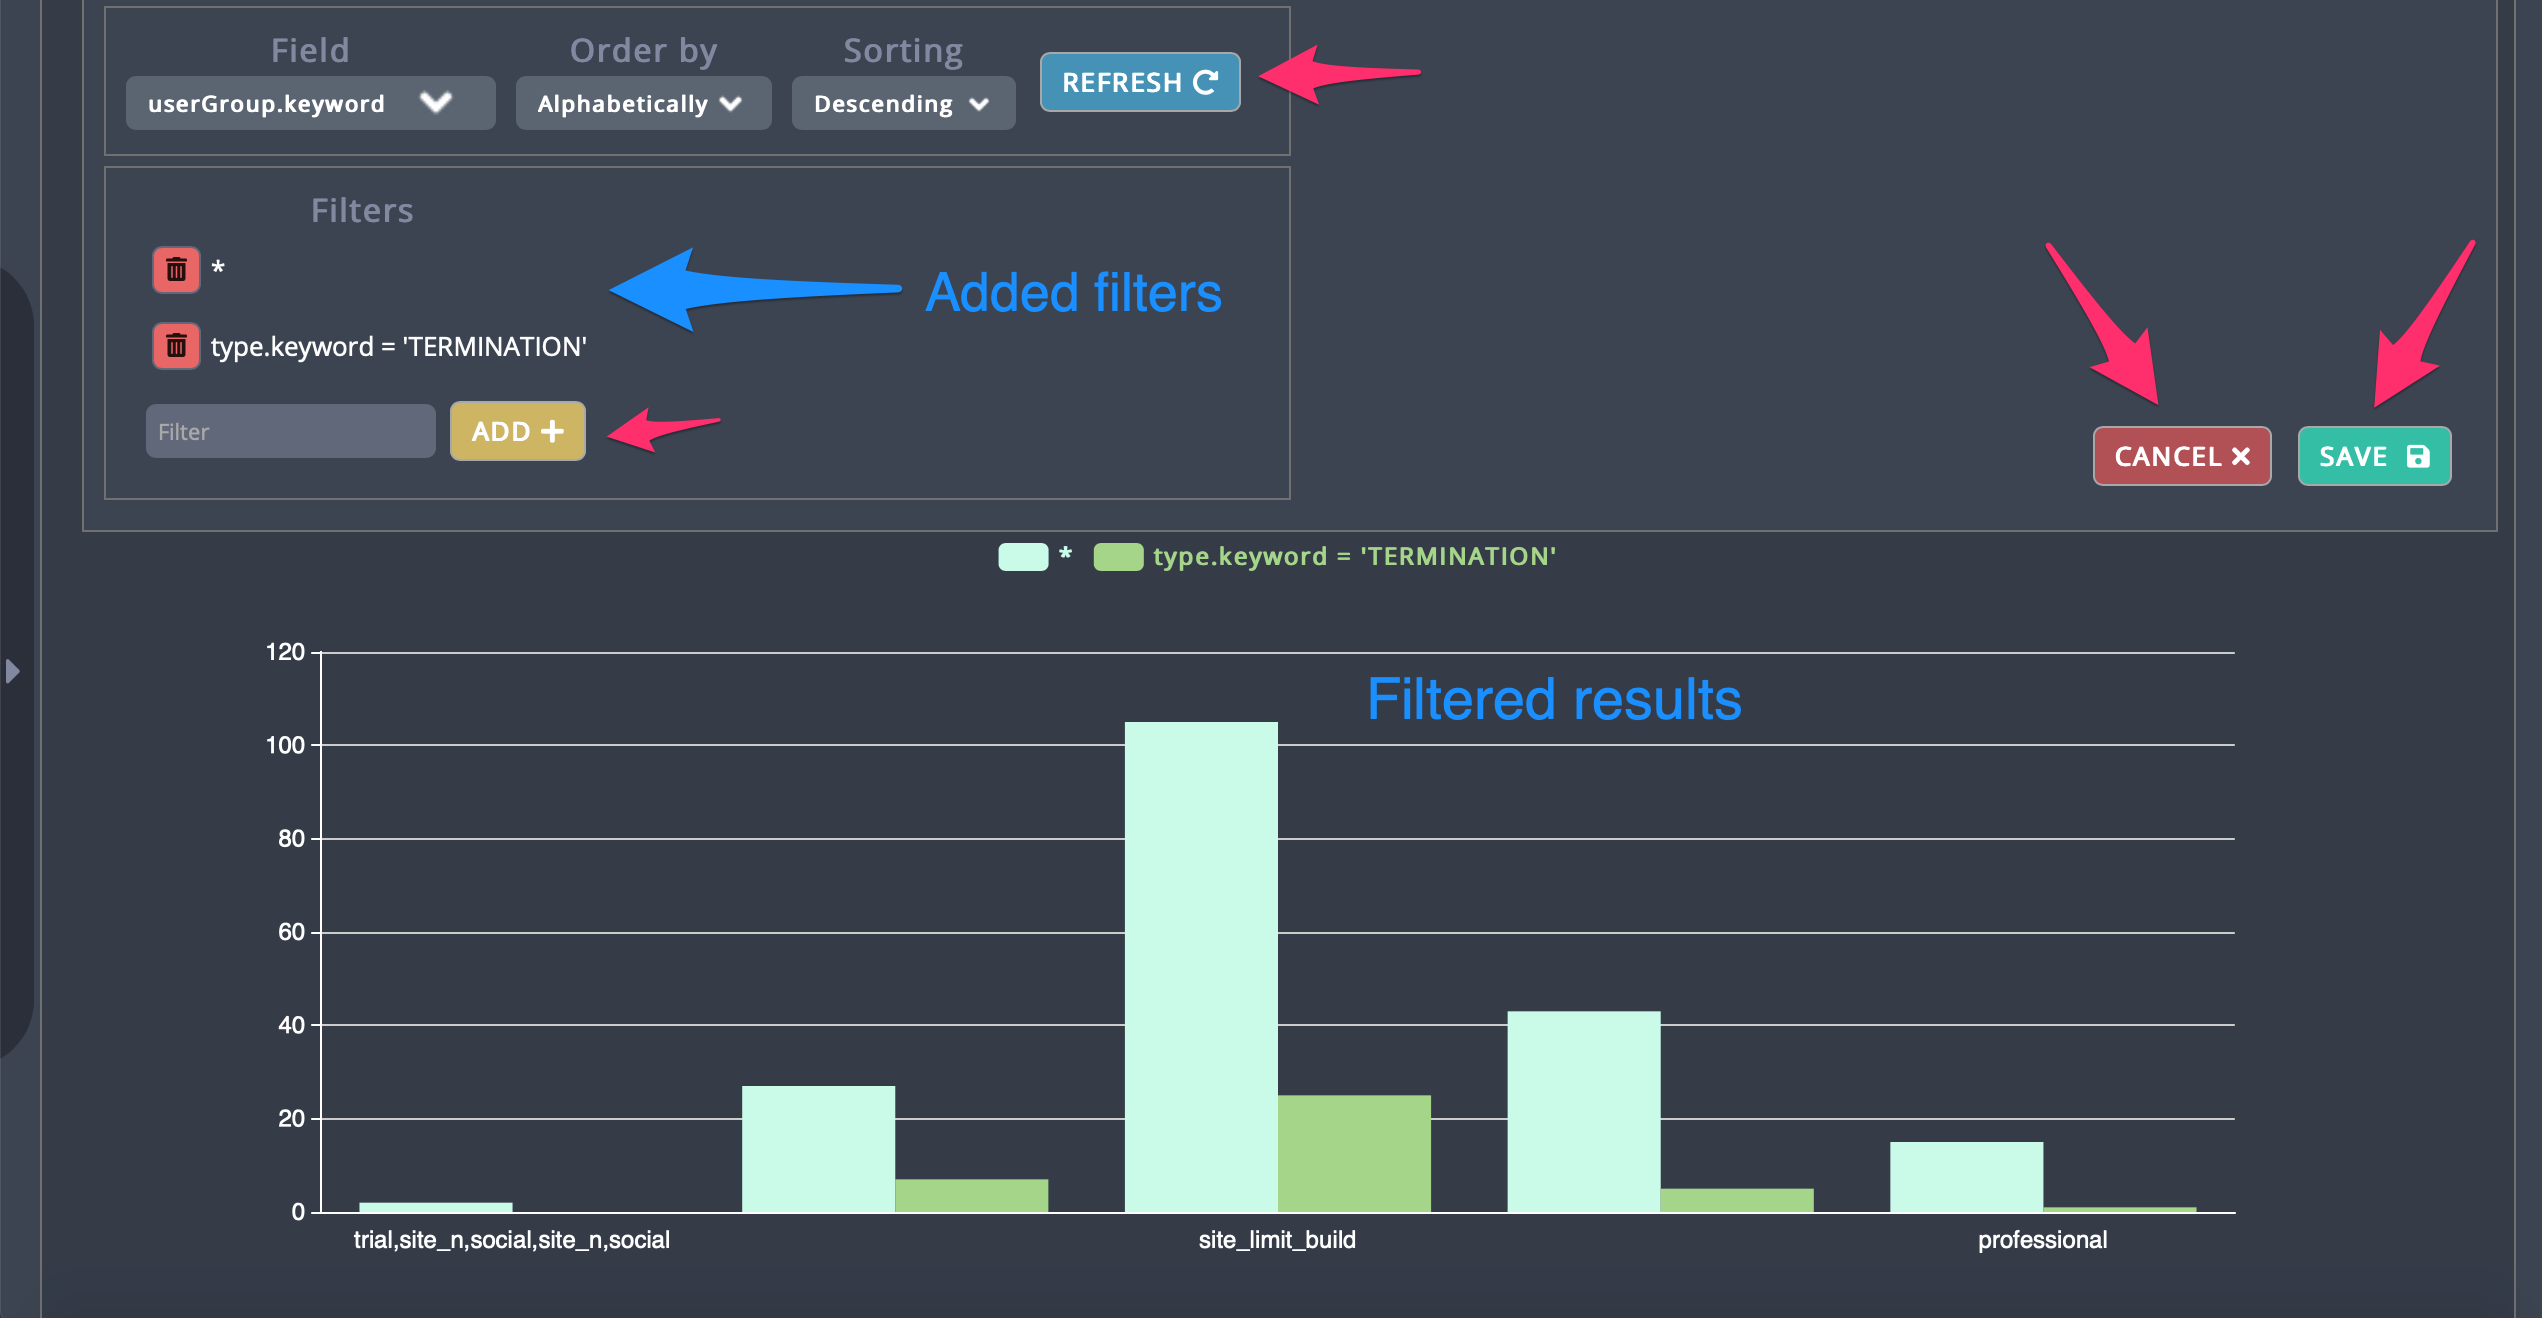 Field Order by Sorting
userGroup.keyword Alphabetically Descending REFRESH
Filters
*
Added filters
type.keyword = 'TERMINATION'
Filter ADD
CANCEL SAVE
* type.keyword = 'TERMINATION'
Filtered results
120
100
80
60
40
20
0
trial,site_n,social,site_n,social site_limit_build professional